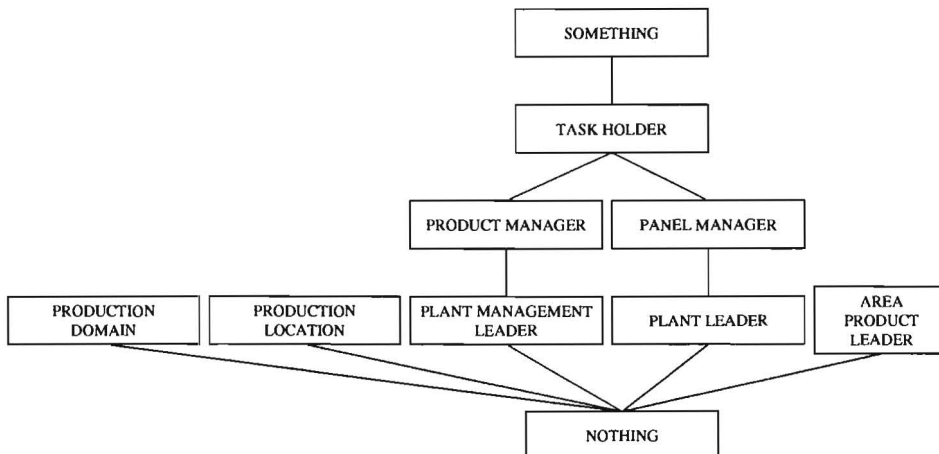 SOMETHING
TASK HOLDER
PRODUCT MANAGER
PANEL MANAGER
PRODUCTION
DOMAIN
PRODUCTION
LOCATION
PLANT MANAGEMENT
LEADER
PLANT LEADER
AREA
PRODUCT
LEADER
NOTHING